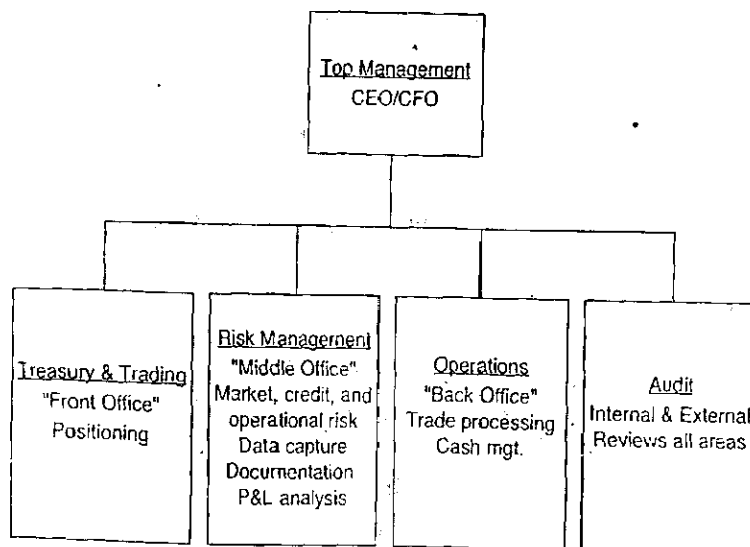 Top Management
CEO/CFO
Treasury & Trading
"Front Office"
Positioning
Risk Management
"Middle Office"
Market, credit, and
operational risk
Data capture
Documentation
P&L analysis
Operations
"Back Office"
Trade processing
Cash mgt.
Audit
Internal & External
Reviews all areas